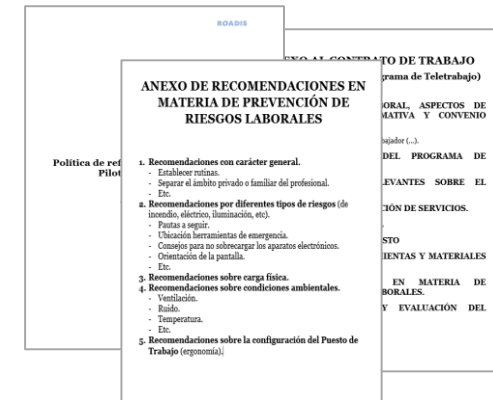 ROADIS
Política de ref
Pilot
ANEXO DE RECOMENDACIONES EN
MATERIA DE PREVENCIÓN DE
RIESGOS LABORALES
1. Recomendaciones con carácter general.
- Establecer rutinas.
- Separar el ámbito privado o familiar del profesional.
- Etc.
2. Recomendaciones por diferentes tipos de riesgos (de
incendio, eléctrico, iluminación, etc).
- Pautas a seguir.
- Ubicación herramientas de emergencia.
- Consejos para no sobrecargar los aparatos electrónicos.
- Orientación de la pantalla.
- Etc.
3. Recomendaciones sobre carga física.
4. Recomendaciones sobre condiciones ambientales.
- Ventilación.
- Ruido.
- Temperatura.
- Etc.
5. Recomendaciones sobre la configuración del Puesto de
Trabajo (ergonomía).
EXO AL CONTRATO DE TRABAJO
grama de Teletrabajo)
ORAL, ASPECTOS DE
MATIVA Y CONVENIO
bajador (...).
DEL PROGRAMA DE
LEVANTES SOBRE EL
CIÓN DE SERVICIOS.
STO
IENTAS Y MATERIALES
EN MATERIA DE
BORALES.
Y EVALUACIÓN DEL